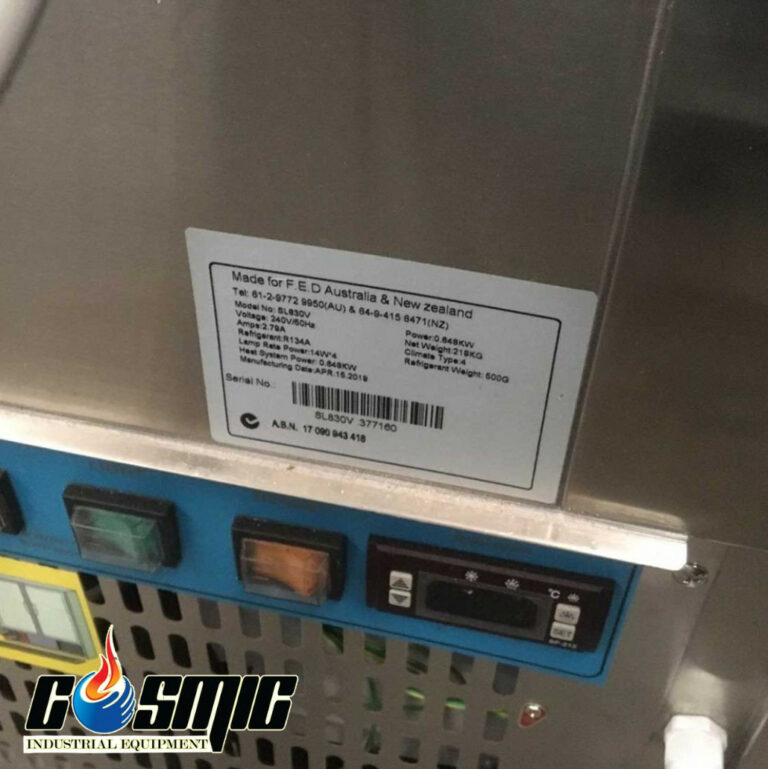 Made for F.E.D Australia & New zealand
Tel: 61-2-9772 9950(AU) & 64-9-415 6471(NZ)
Model No: SL830V
Voltage: 240V/50Hz
Amps:2.79A
Refrigerant:R134A
Lamp Rate Power:14W*4
Heat System Power: 0.648KW
Manufacturing Date:APR.15.2019
Power:0.648KW
Net Weight:218KG
Climate Type:4
Refrigerant Weight: 500G
Serial No.:
SL830V 377160
A.B.N. 17 090 943 418
°C
SET
COSMIC
INDUSTRIAL EQUIPMENT